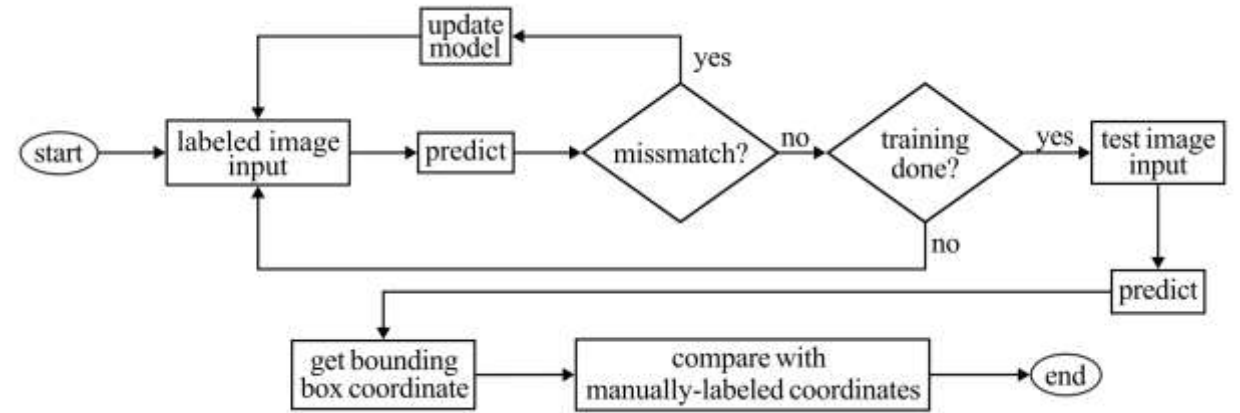 update
model
yes
start
labeled image
input
predict
missmatch?
no
training
done?
yes
test image
input
no
predict
get bounding
box coordinate
compare with
manually-labeled coordinates
end